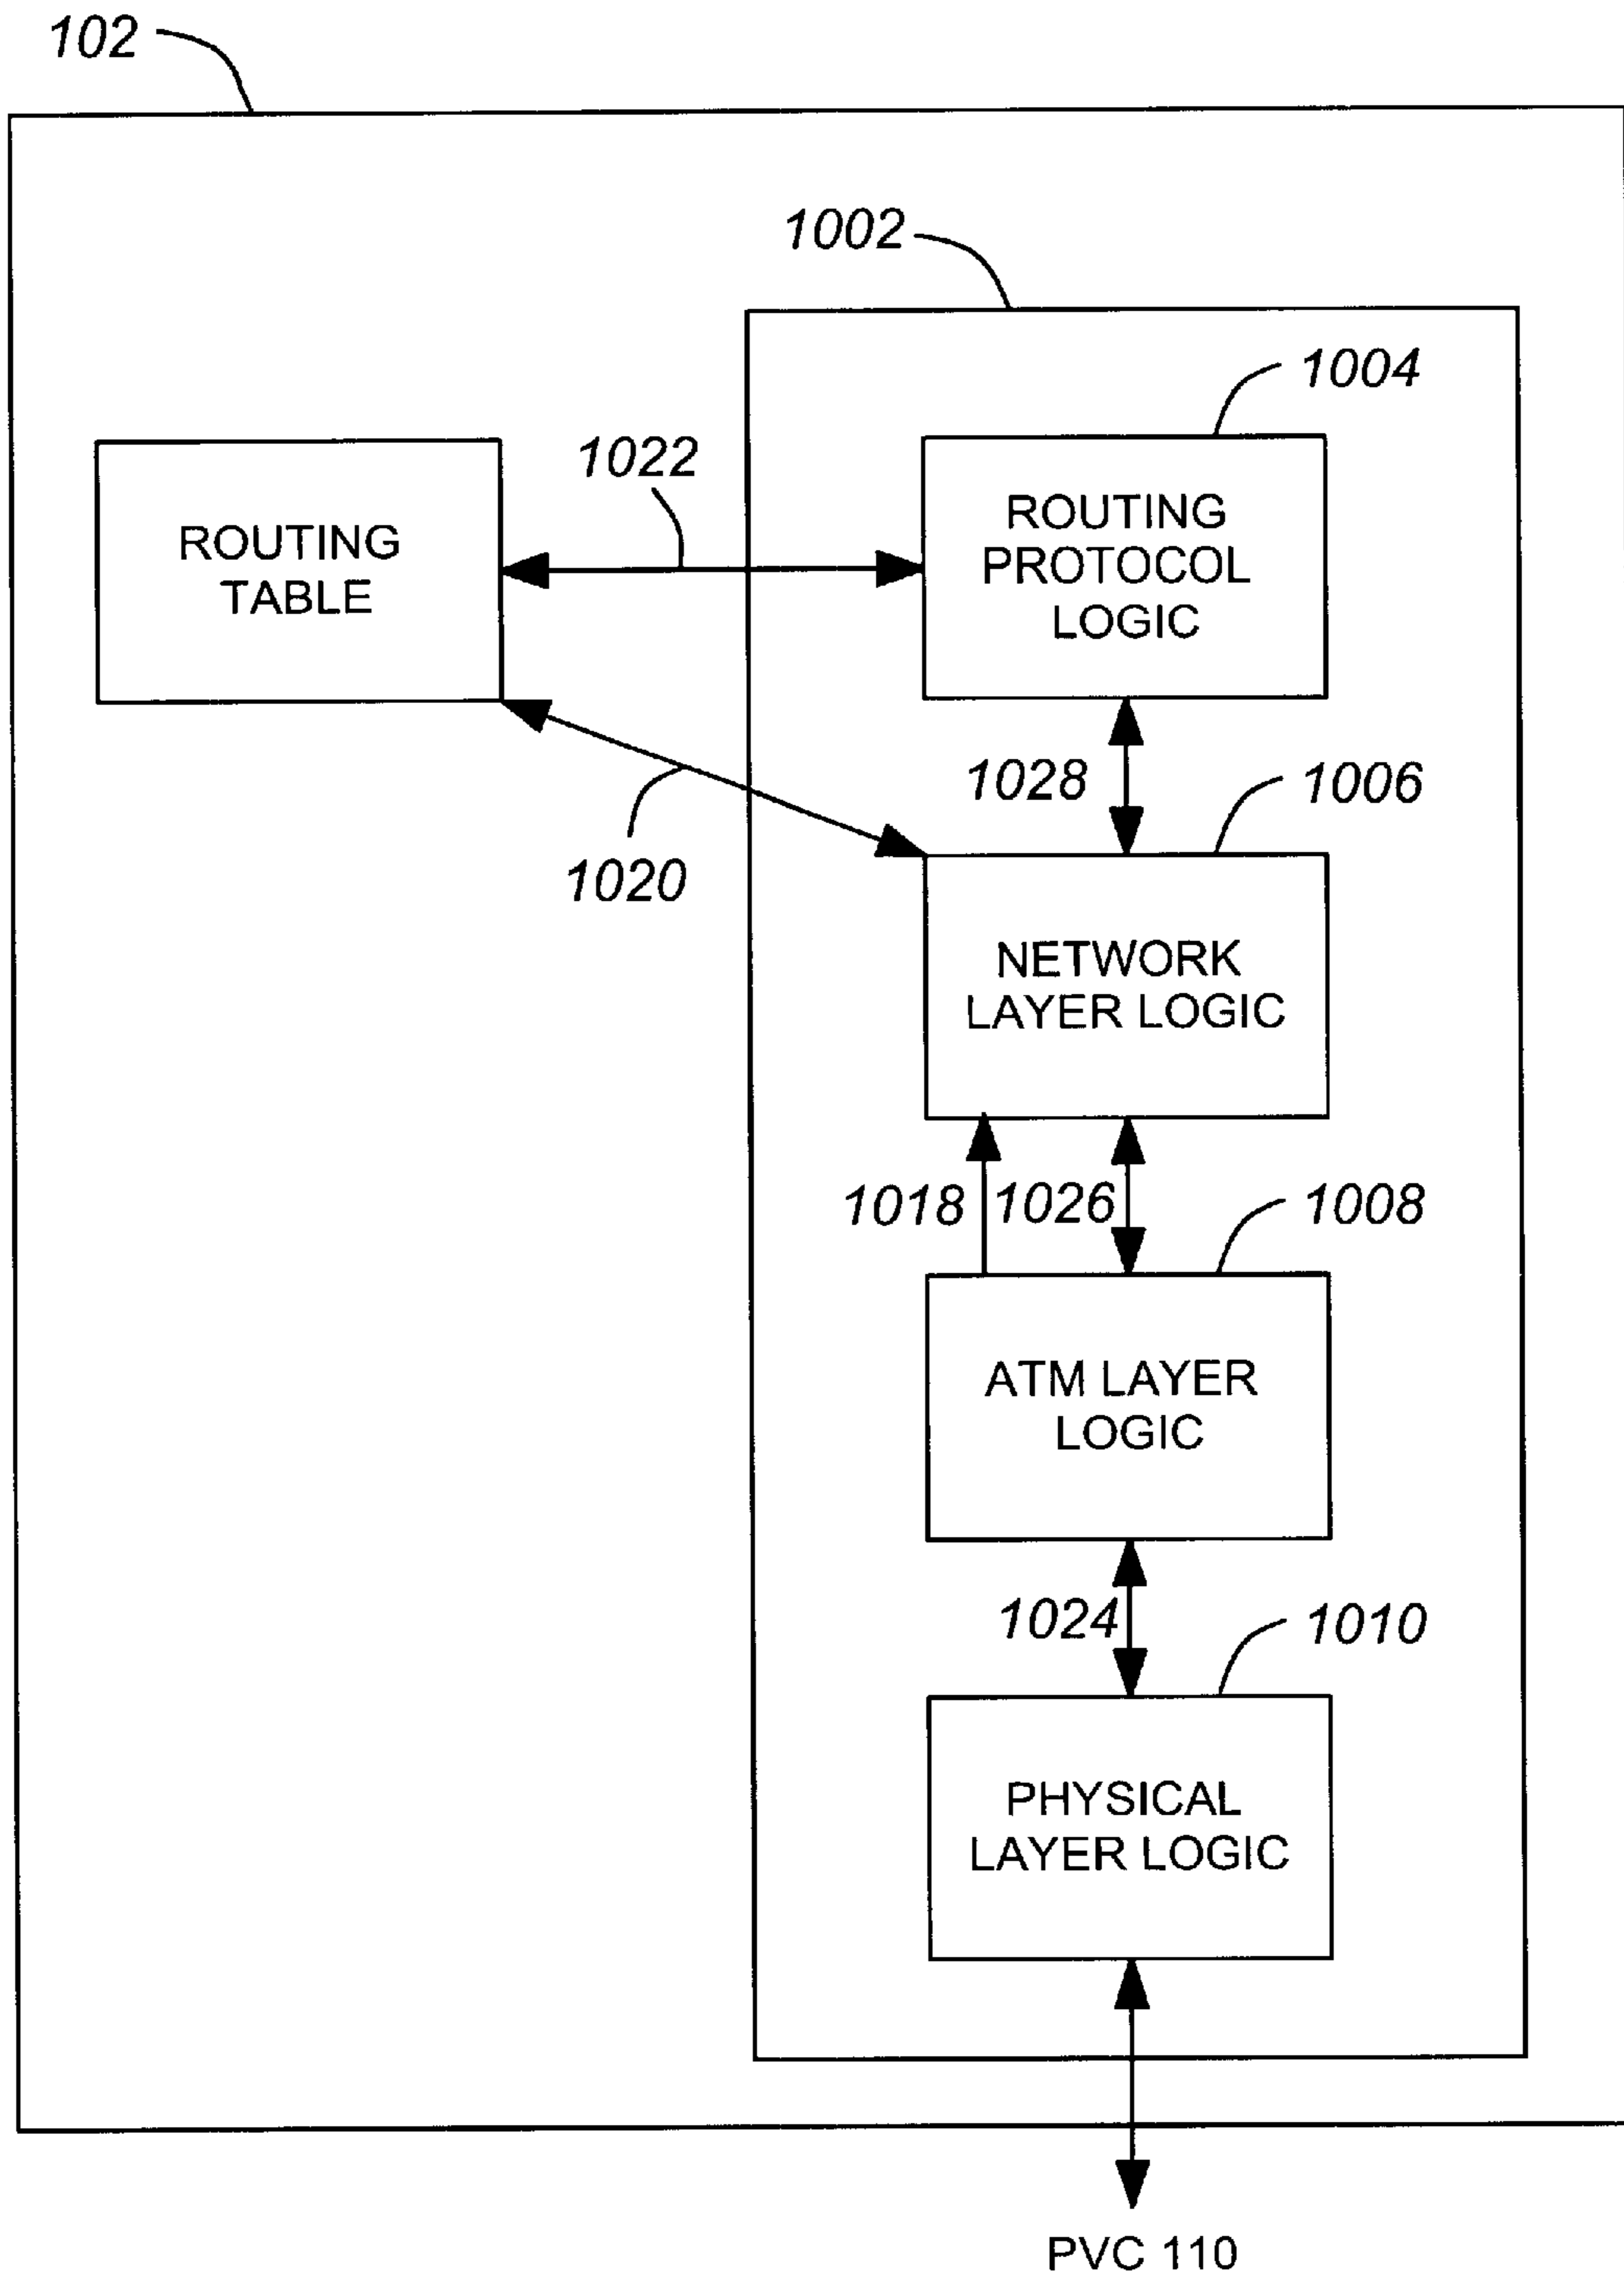 102
1002
1004
1022
ROUTING
TABLE
ROUTING
PROTOCOL
LOGIC
1028
1006
1020
NETWORK
LAYER LOGIC
1018
1026
1008
ATM LAYER
LOGIC
1024
1010
PHYSICAL
LAYER LOGIC
PVC 110